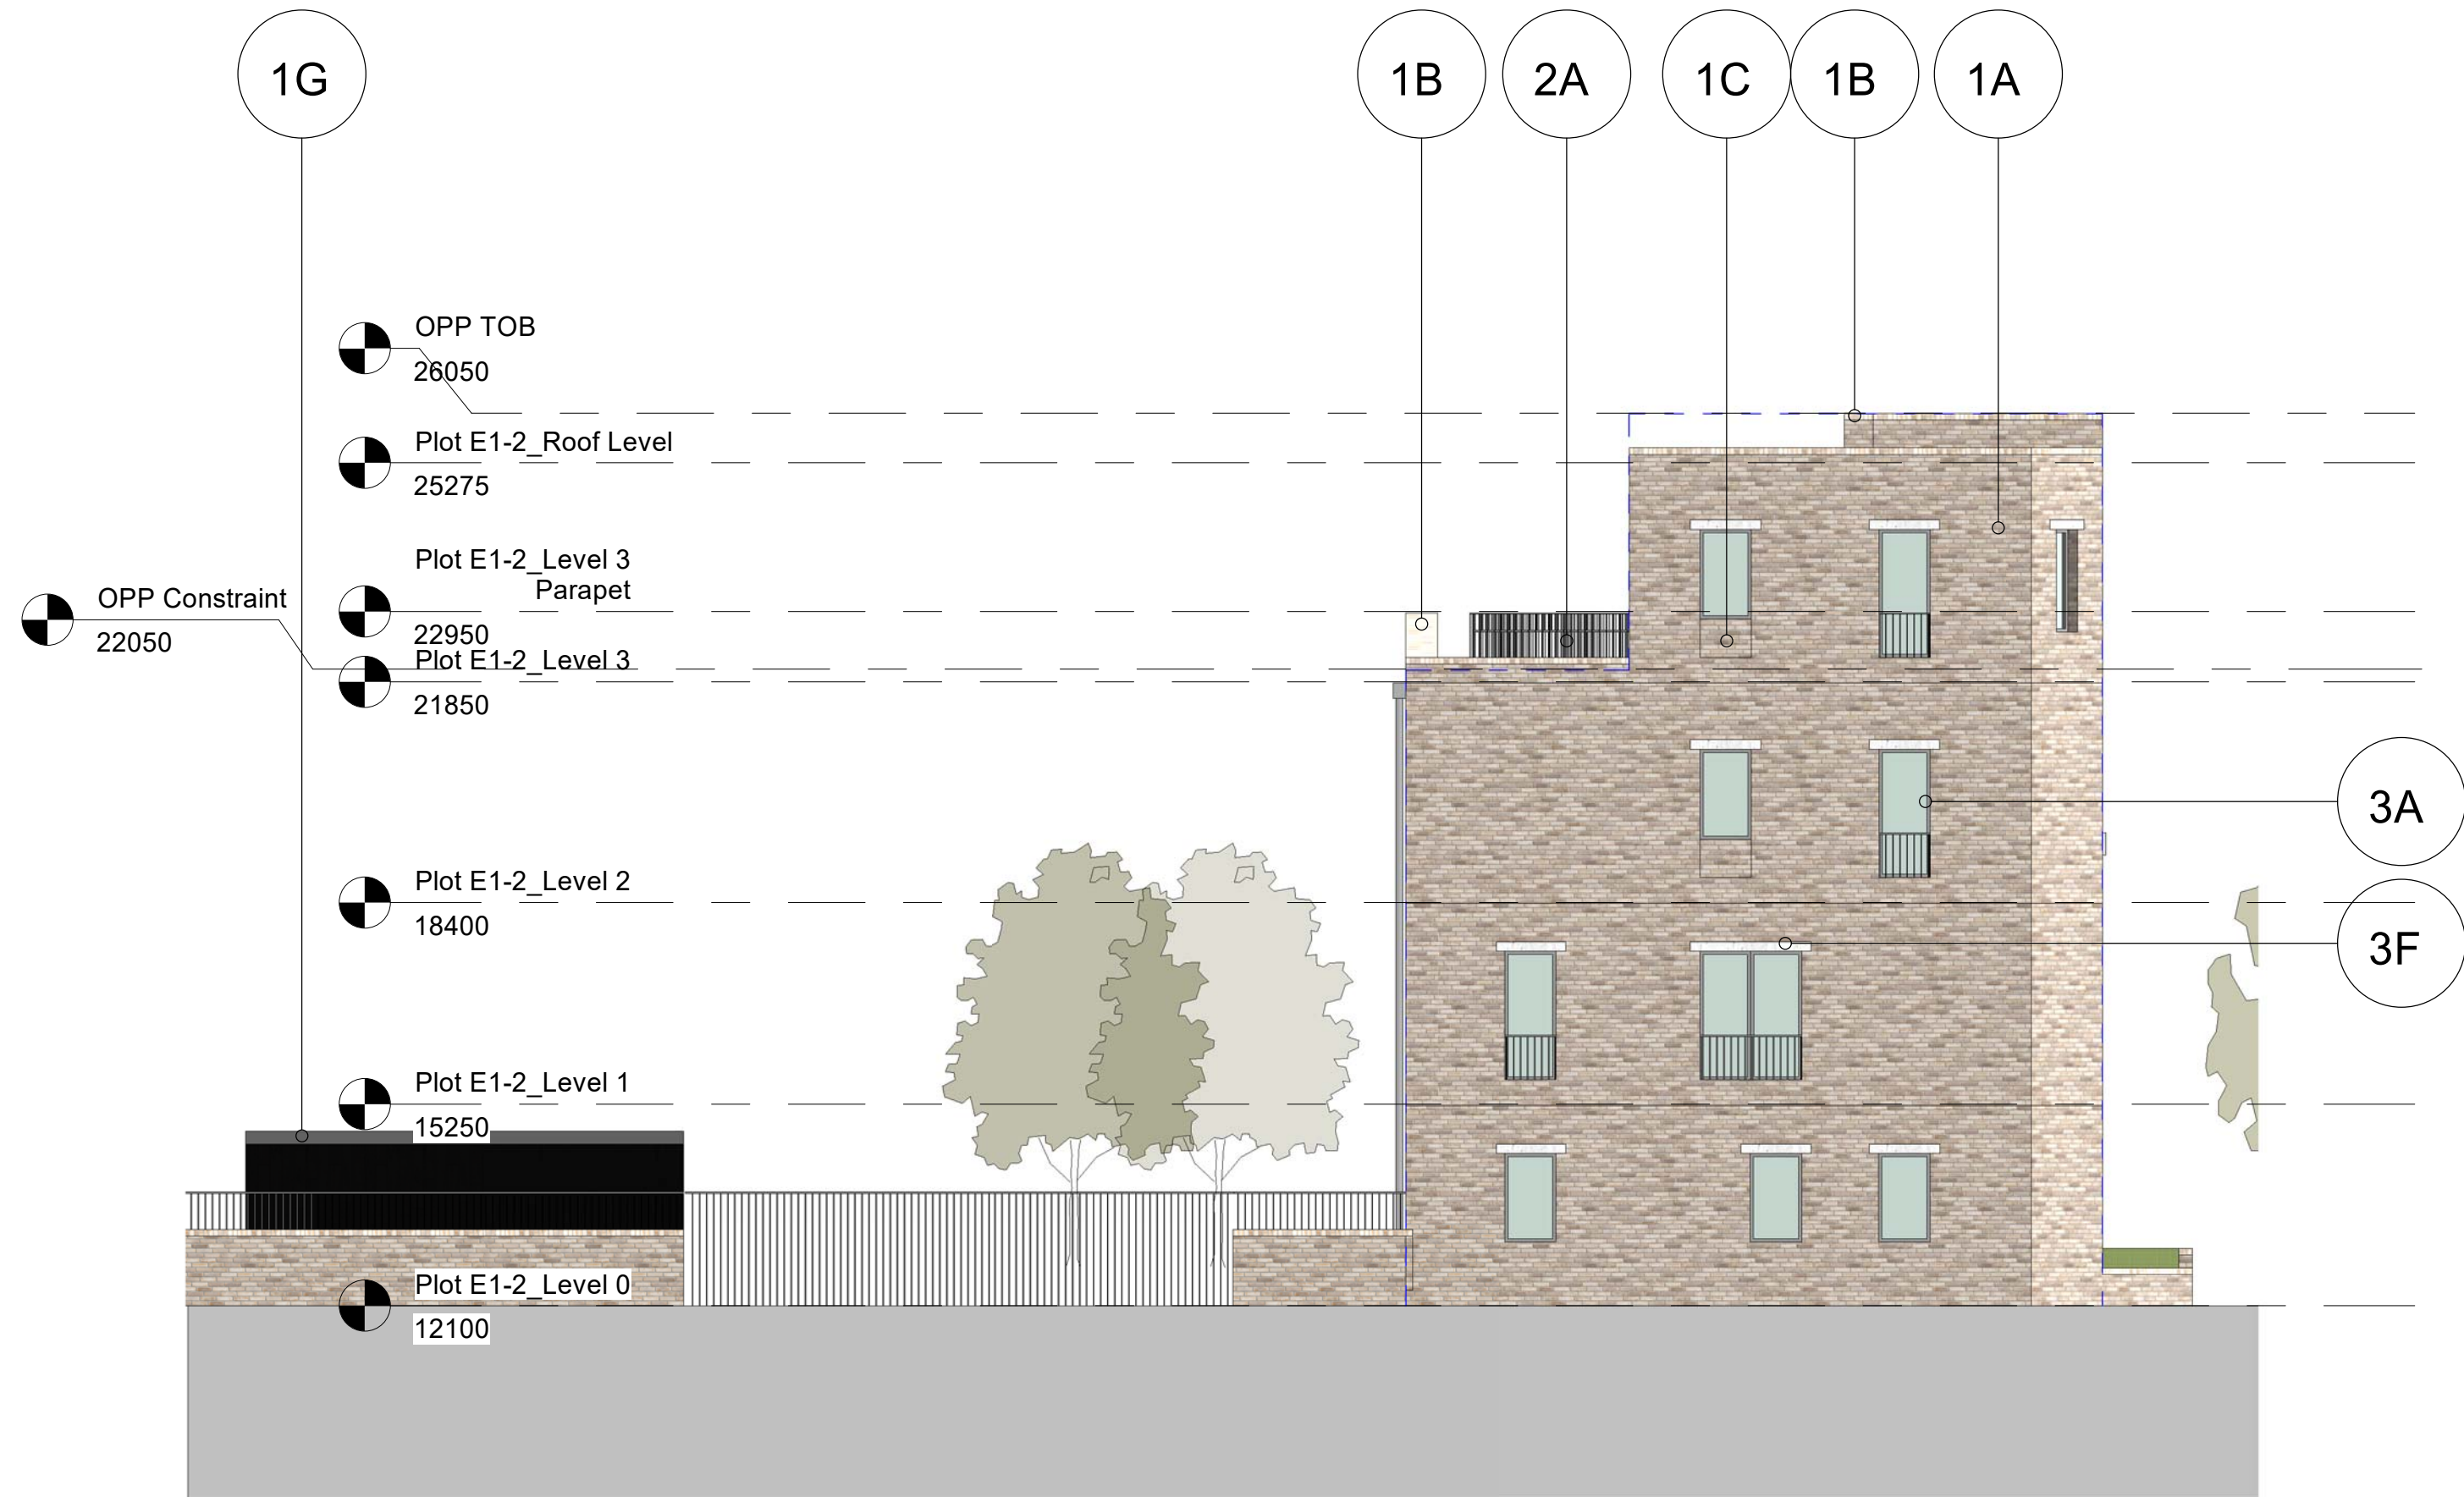 1G
1B
2A
1C
1B
1A
OPP TOB
26050
Plot E1-2_Roof Level
25275
Plot E1-2_Level 3
Parapet
22950
OPP Constraint
22050
Plot E1-2_Level 3
21850
3A
Plot E1-2_Level 2
18400
3F
Plot E1-2_Level 1
15250
Plot E1-2_Level 0
12100